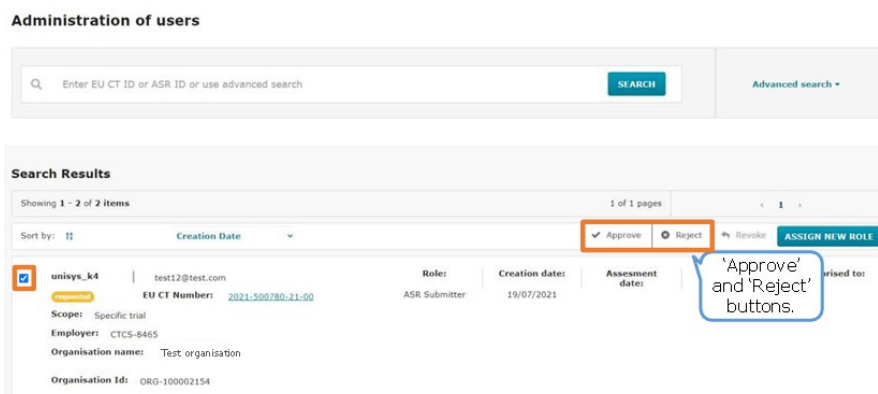 Administration of users
Enter EU CT ID or ASR ID or use advanced search
SEARCH
Advanced search
Search Results
Showing 1 - 2 of 2 items
1 of 1 pages
‹ 1 ›
Sort by:
Creation Date
Approve
Reject
Revoke
ASSIGN NEW ROLE
unisys_k4 | test12@test.com
Role:
Creation date:
Assesment
date:
requested
EU CT Number: 2021-500780-21-00
ASR Submitter
19/07/2021
'Approve'
and 'Reject'
buttons.
to:
Scope: Specific trial
Employer: CTCS-8465
Organisation name: Test organisation
Organisation Id: ORG-100002154